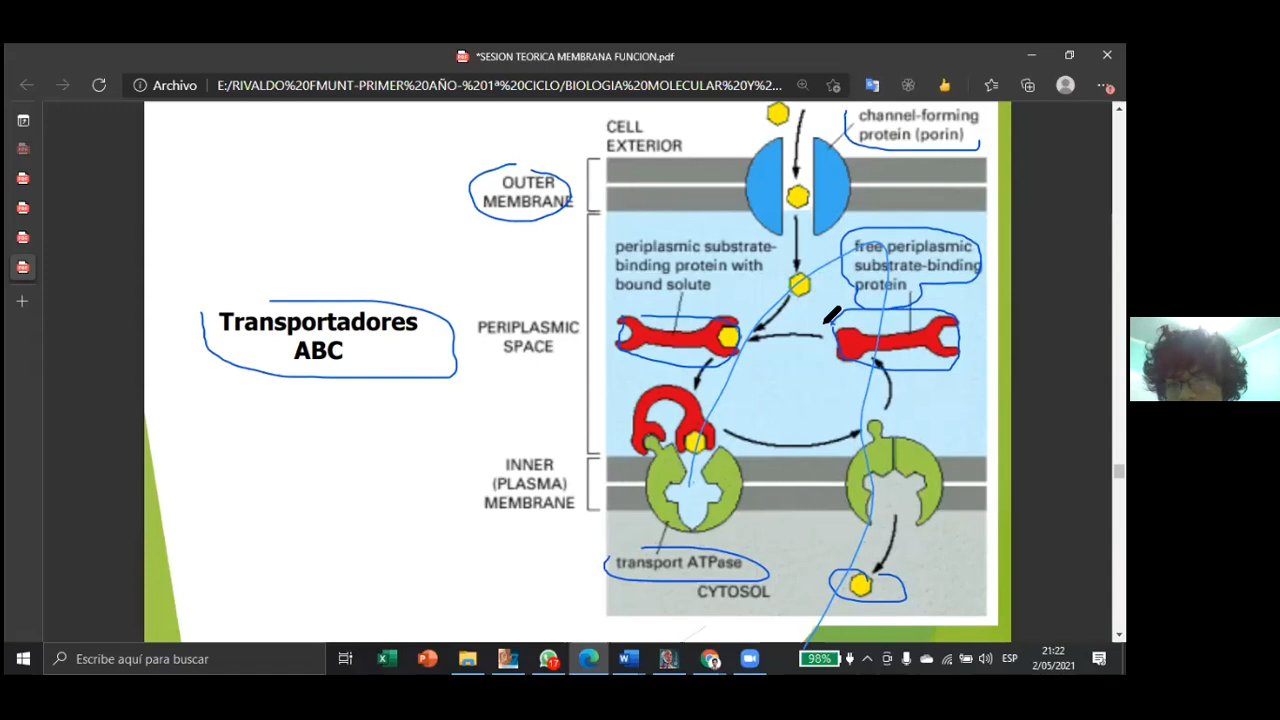 *SESION TEORICA MEMBRANA FUNCION.pdf
Archivo
E:/RIVALDO%20FMUNT-PRIMER%20AÑO-%201ª%20CICLO/BIOLOGIA%20MOLECULAR%20Y%2...
channel-forming
protein (porin)
CELL
EXTERIOR
OUTER
MEMBRANE
periplasmic substrate-
binding protein with
bound solute
free periplasmic
substrate-binding
protein
Transportadores
ABC
PERIPLASMIC
SPACE
INNER
(PLASMA)
MEMBRANE
transport ATPase
CYTOSOL
Escribe aquí para buscar
17
98%
ESP
21:22
2/05/2021